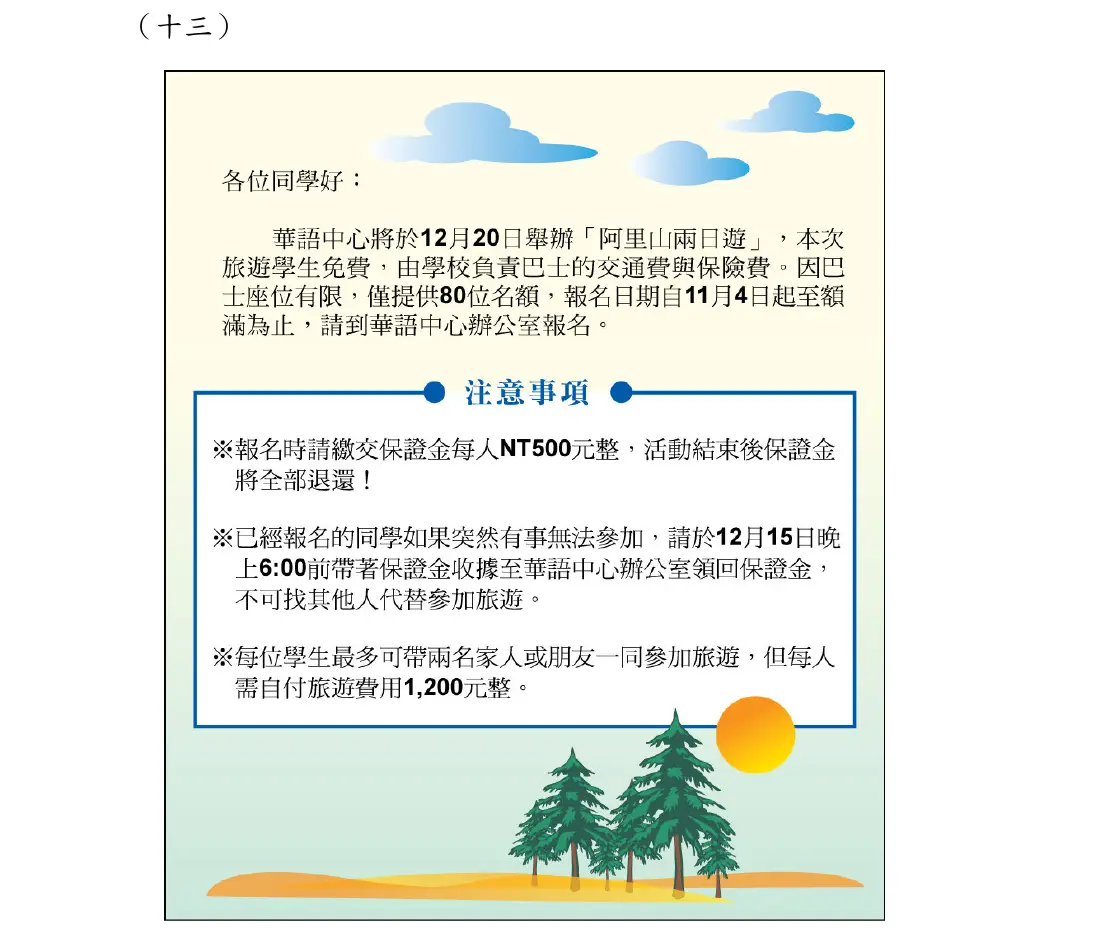 （十三）
各位同學好：
華語中心將於12月20日舉辦「阿里山兩日遊」，本次
旅遊學生免費，由學校負責巴士的交通費與保險費。因巴
士座位有限，僅提供80位名額，報名日期自11月4日起至額
滿為止，請到華語中心辦公室報名。
注意事項
※報名時請繳交保證金每人NT500元整，活動結束後保證金
將全部退還！
※已經報名的同學如果突然有事無法參加，請於12月15日晚
上6:00前帶著保證金收據至華語中心辦公室領回保證金，
不可找其他人代替參加旅遊。
※每位學生最多可帶兩名家人或朋友一同參加旅遊，但每人
需自付旅遊費用1,200元整。